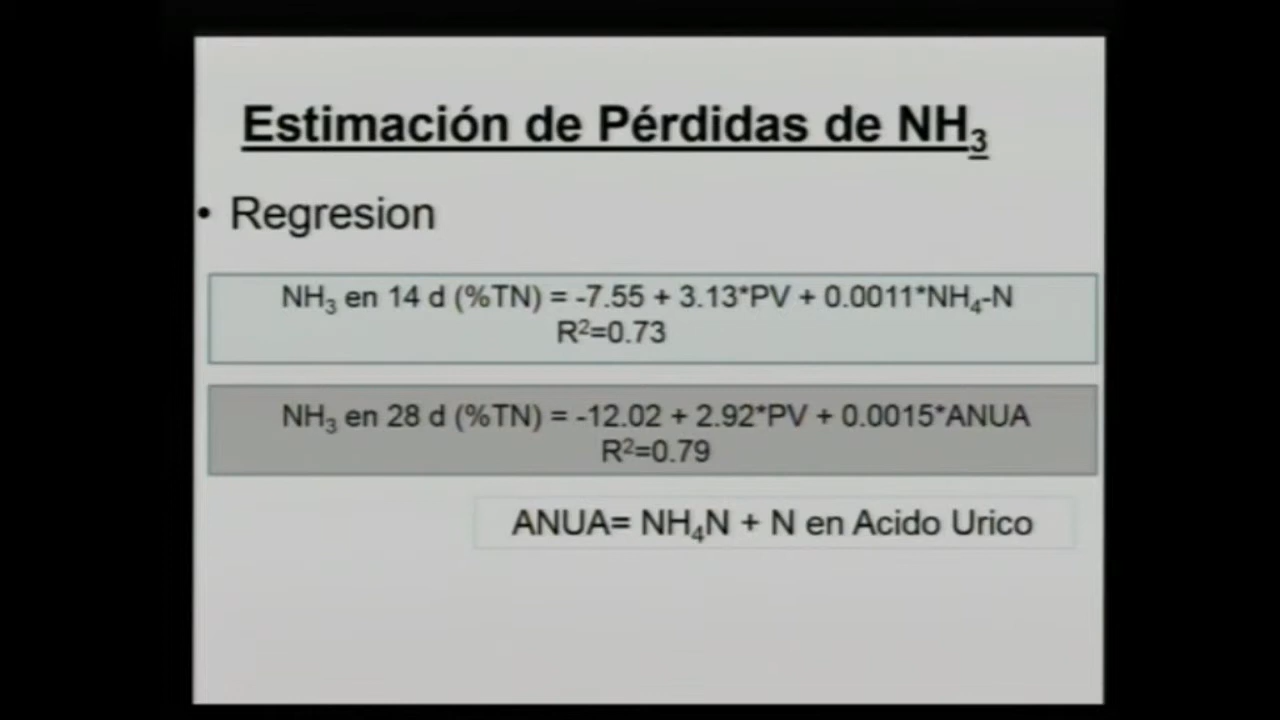 Estimación de Pérdidas de NH₃
• Regresion
NH₃ en 14 d (%TN) = -7.55 + 3.13*PV + 0.0011*NH₄-N
R²=0.73
NH₃ en 28 d (%TN) = -12.02 + 2.92*PV + 0.0015*ANUA
R²=0.79
ANUA= NH₄N + N en Acido Urico